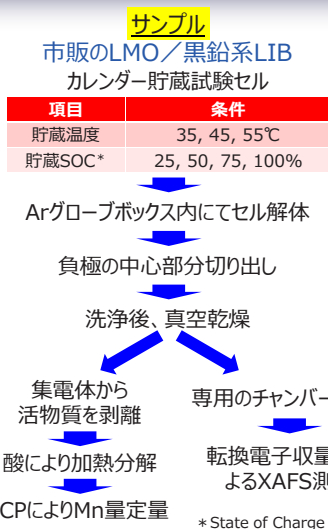 サンプル
市販のLMO／黒鉛系LIB
カレンダー貯蔵試験セル
項目 条件
貯蔵温度 35, 45, 55℃
貯蔵SOC* 25, 50, 75, 100%
Arグローブボックス内にてセル解体
負極の中心部分切り出し
洗浄後、真空乾燥
集電体から
活物質を剥離
専用のチャンバー
酸により加熱分解
転換電子収量
よるXAFS測
CPによりMn量定量
*State of Charge